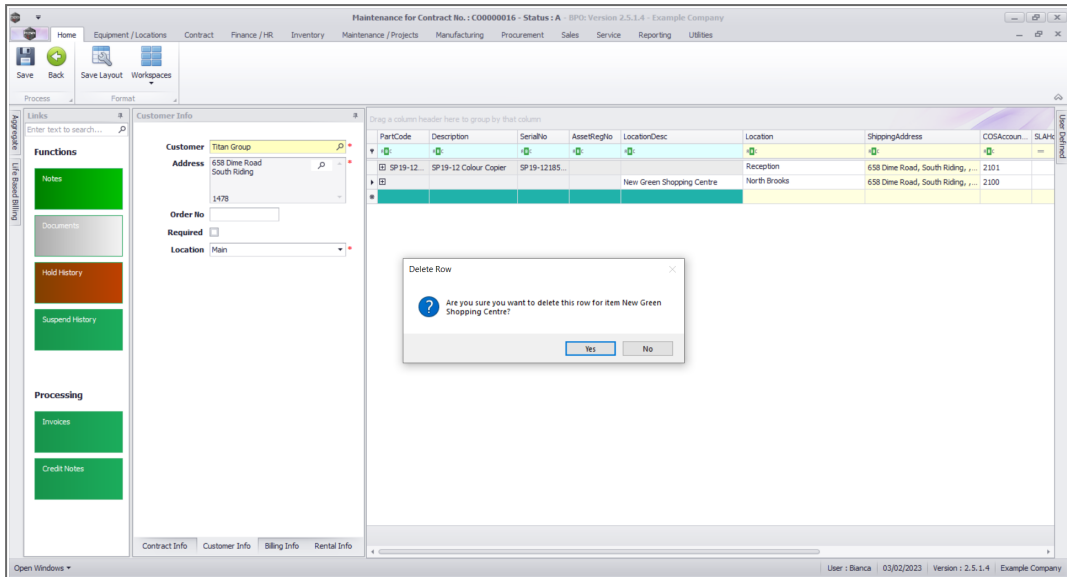 Maintenance for Contract No. : CO0000016 - Status : A - BPO: Version 2.5.1.4 - Example Company
Home Equipment / Locations Contract Finance / HR Inventory Maintenance / Projects Manufacturing Procurement Sales Service Reporting Utilities
Save Back Save Layout Workspaces
Process Format
Aggregate
Life Based Billing
Links
Enter text to search...
Functions
Notes
Documents
Hold History
Suspend History
Processing
Invoices
Credit Notes
Customer Info
Customer Titan Group *
Address 658 Dime Road *
South Riding
1478
Order No
Required
Location Main *
Contract Info Customer Info Billing Info Rental Info
Drag a column header here to group by that column
PartCode Description SerialNo AssetRegNo LocationDesc Location ShippingAddress COSAccoun... SLAHo
SP19-12... SP19-12 Colour Copier SP19-12185... Reception 658 Dime Road, South Riding, ,... 2101
New Green Shopping Centre North Brooks 658 Dime Road, South Riding, ,... 2100
User Defined
Delete Row
Are you sure you want to delete this row for item New Green
Shopping Centre?
Yes No
Open Windows
User : Bianca 03/02/2023 Version : 2.5.1.4 Example Company